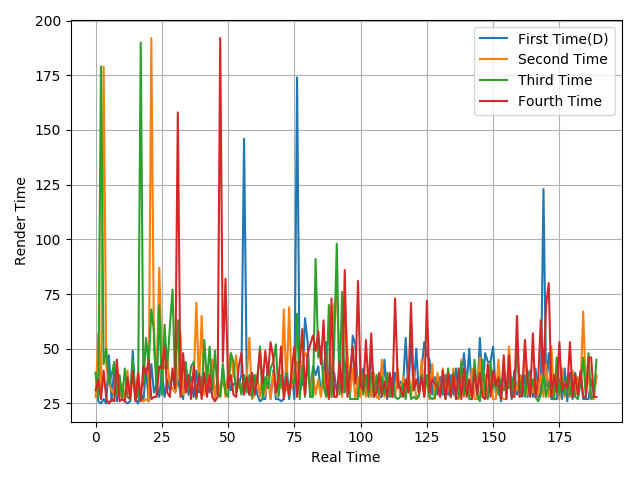 200
175
150
125
100
75
50
25
Render Time
First Time(D)
Second Time
Third Time
Fourth Time
0 25 50 75 100 125 150 175
Real Time